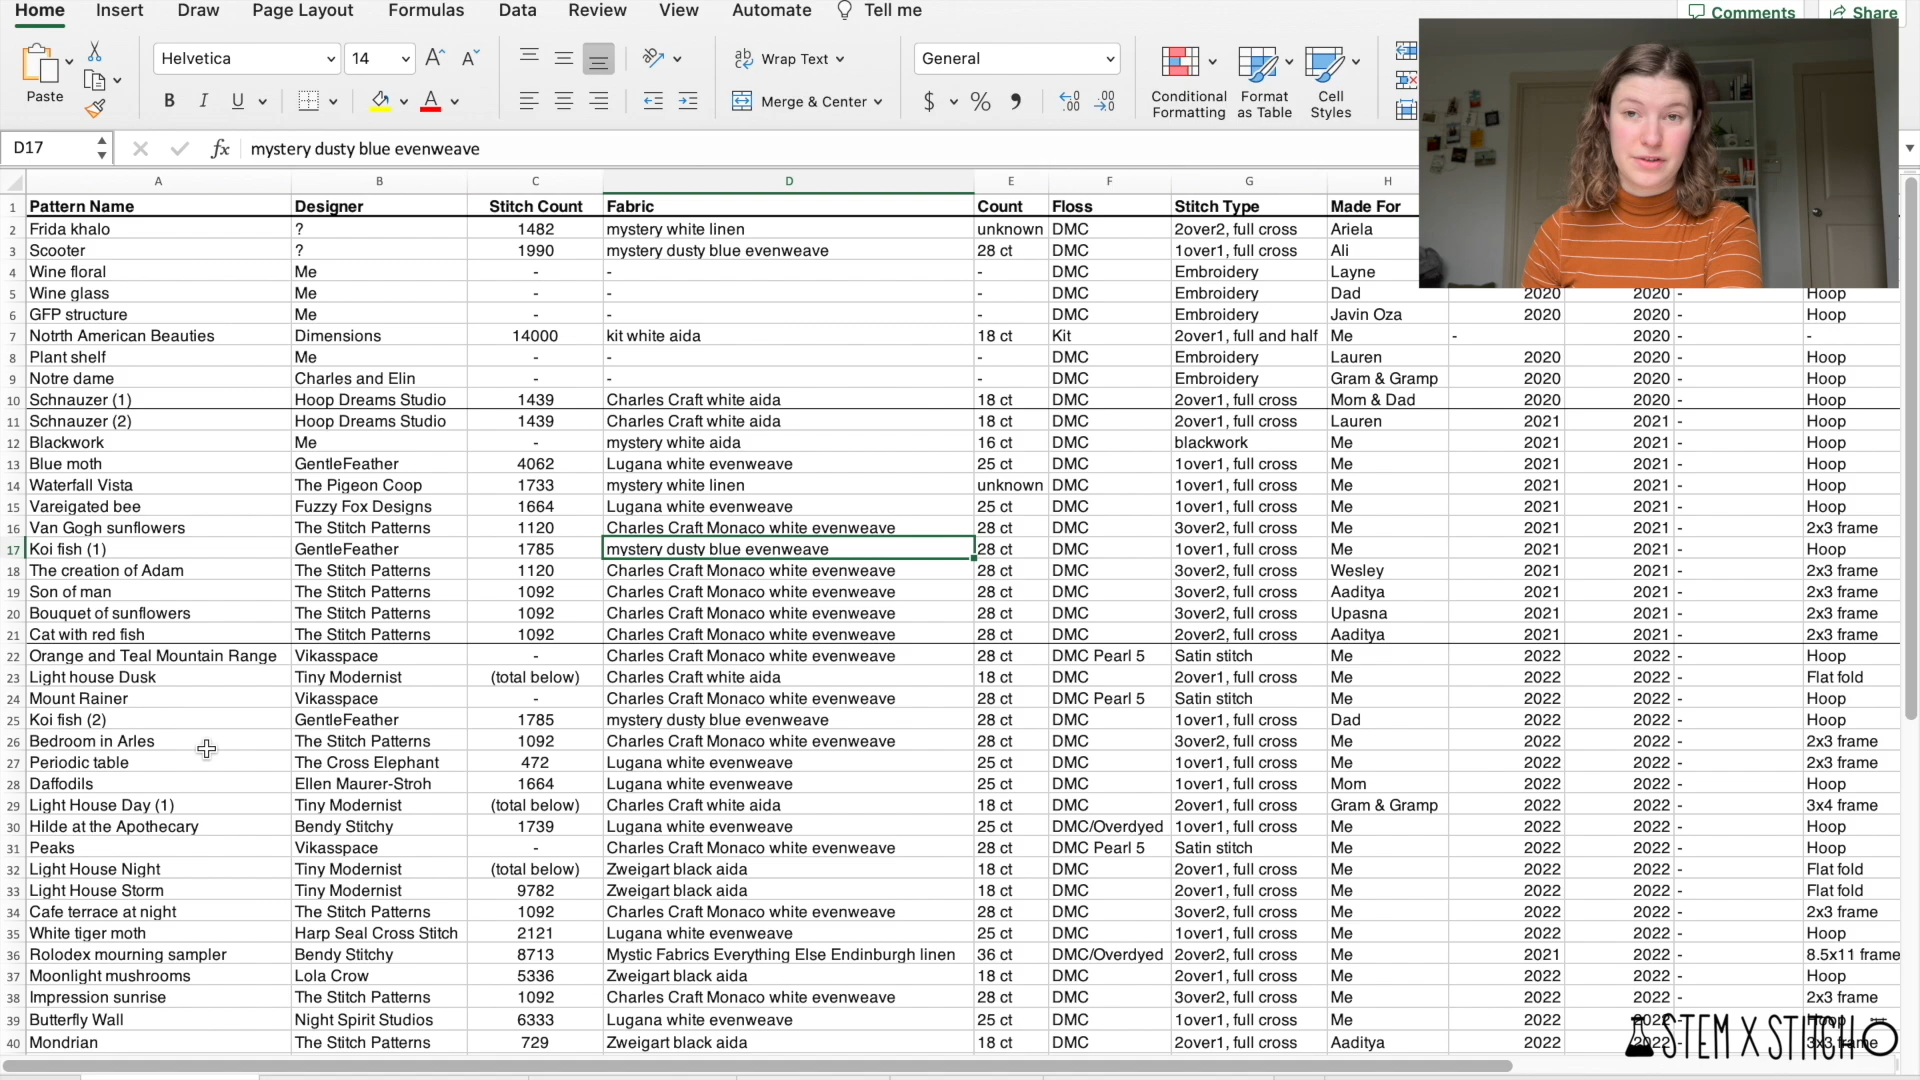 Home Insert Draw Page Layout Formulas Data Review View Automate Tell me Comments Share
Helvetica 14 Wrap Text General
Paste B I U Merge & Center $ % Conditional Formatting Format as Table Cell Styles
D17 fx mystery dusty blue evenweave
A B C D E F G H
1 Pattern Name Designer Stitch Count Fabric Count Floss Stitch Type Made For
2 Frida khalo ? 1482 mystery white linen unknown DMC 2over2, full cross Ariela
3 Scooter ? 1990 mystery dusty blue evenweave 28 ct DMC 1over1, full cross Ali
4 Wine floral Me - - - DMC Embroidery Layne
5 Wine glass Me - - - DMC Embroidery Dad 2020 2020 - Hoop
6 GFP structure Me - - - DMC Embroidery Javin Oza 2020 2020 - Hoop
7 Notrth American Beauties Dimensions 14000 kit white aida 18 ct Kit 2over1, full and half Me - 2020 - -
8 Plant shelf Me - - - DMC Embroidery Lauren 2020 2020 - Hoop
9 Notre dame Charles and Elin - - - DMC Embroidery Gram & Gramp 2020 2020 - Hoop
10 Schnauzer (1) Hoop Dreams Studio 1439 Charles Craft white aida 18 ct DMC 2over1, full cross Mom & Dad 2020 2020 - Hoop
11 Schnauzer (2) Hoop Dreams Studio 1439 Charles Craft white aida 18 ct DMC 2over1, full cross Lauren 2021 2021 - Hoop
12 Blackwork Me - mystery white aida 16 ct DMC blackwork Me 2021 2021 - Hoop
13 Blue moth GentleFeather 4062 Lugana white evenweave 25 ct DMC 1over1, full cross Me 2021 2021 - Hoop
14 Waterfall Vista The Pigeon Coop 1733 mystery white linen unknown DMC 1over1, full cross Me 2021 2021 - Hoop
15 Vareigated bee Fuzzy Fox Designs 1664 Lugana white evenweave 25 ct DMC 1over1, full cross Me 2021 2021 - Hoop
16 Van Gogh sunflowers The Stitch Patterns 1120 Charles Craft Monaco white evenweave 28 ct DMC 3over2, full cross Me 2021 2021 - 2x3 frame
17 Koi fish (1) GentleFeather 1785 mystery dusty blue evenweave 28 ct DMC 1over1, full cross Me 2021 2021 - Hoop
18 The creation of Adam The Stitch Patterns 1120 Charles Craft Monaco white evenweave 28 ct DMC 3over2, full cross Wesley 2021 2021 - 2x3 frame
19 Son of man The Stitch Patterns 1092 Charles Craft Monaco white evenweave 28 ct DMC 3over2, full cross Aaditya 2021 2021 - 2x3 frame
20 Bouquet of sunflowers The Stitch Patterns 1092 Charles Craft Monaco white evenweave 28 ct DMC 3over2, full cross Upasna 2021 2021 - 2x3 frame
21 Cat with red fish The Stitch Patterns 1092 Charles Craft Monaco white evenweave 28 ct DMC 2over2, full cross Aaditya 2021 2021 - 2x3 frame
22 Orange and Teal Mountain Range Vikasspace - Charles Craft Monaco white evenweave 28 ct DMC Pearl 5 Satin stitch Me 2022 2022 - Hoop
23 Light house Dusk Tiny Modernist (total below) Charles Craft white aida 18 ct DMC 2over1, full cross Me 2022 2022 - Flat fold
24 Mount Rainer Vikasspace - Charles Craft Monaco white evenweave 28 ct DMC Pearl 5 Satin stitch Me 2022 2022 - Hoop
25 Koi fish (2) GentleFeather 1785 mystery dusty blue evenweave 28 ct DMC 1over1, full cross Dad 2022 2022 - Hoop
26 Bedroom in Arles The Stitch Patterns 1092 Charles Craft Monaco white evenweave 28 ct DMC 3over2, full cross Me 2022 2022 - 2x3 frame
27 Periodic table The Cross Elephant 472 Lugana white evenweave 25 ct DMC 1over1, full cross Me 2022 2022 - 2x3 frame
28 Daffodils Ellen Maurer-Stroh 1664 Lugana white evenweave 25 ct DMC 1over1, full cross Mom 2022 2022 - Hoop
29 Light House Day (1) Tiny Modernist (total below) Charles Craft white aida 18 ct DMC 2over1, full cross Gram & Gramp 2022 2022 - 3x4 frame
30 Hilde at the Apothecary Bendy Stitchy 1739 Lugana white evenweave 25 ct DMC/Overdyed 1over1, full cross Me 2022 2022 - Hoop
31 Peaks Vikasspace - Charles Craft Monaco white evenweave 28 ct DMC Pearl 5 Satin stitch Me 2022 2022 - Hoop
32 Light House Night Tiny Modernist (total below) Zweigart black aida 18 ct DMC 2over1, full cross Me 2022 2022 - Flat fold
33 Light House Storm Tiny Modernist 9782 Zweigart black aida 18 ct DMC 2over1, full cross Me 2022 2022 - Flat fold
34 Cafe terrace at night The Stitch Patterns 1092 Charles Craft Monaco white evenweave 28 ct DMC 3over2, full cross Me 2022 2022 - 2x3 frame
35 White tiger moth Harp Seal Cross Stitch 2121 Lugana white evenweave 25 ct DMC 1over1, full cross Me 2022 2022 - Hoop
36 Rolodex mourning sampler Bendy Stitchy 8713 Mystic Fabrics Everything Else Endinburgh linen 36 ct DMC/Overdyed 2over2, full cross Me 2021 2022 - 8.5x11 frame
37 Moonlight mushrooms Lola Crow 5336 Zweigart black aida 18 ct DMC 2over1, full cross Me 2022 2022 - Hoop
38 Impression sunrise The Stitch Patterns 1092 Charles Craft Monaco white evenweave 28 ct DMC 3over2, full cross Me 2022 2022 - 2x3 frame
39 Butterfly Wall Night Spirit Studios 6333 Lugana white evenweave 25 ct DMC 1over1, full cross Me 2022 2022 - Hoop
40 Mondrian The Stitch Patterns 729 Zweigart black aida 18 ct DMC 2over1, full cross Aaditya 2022 2022 - 3x3 frame
STEM X STITCH